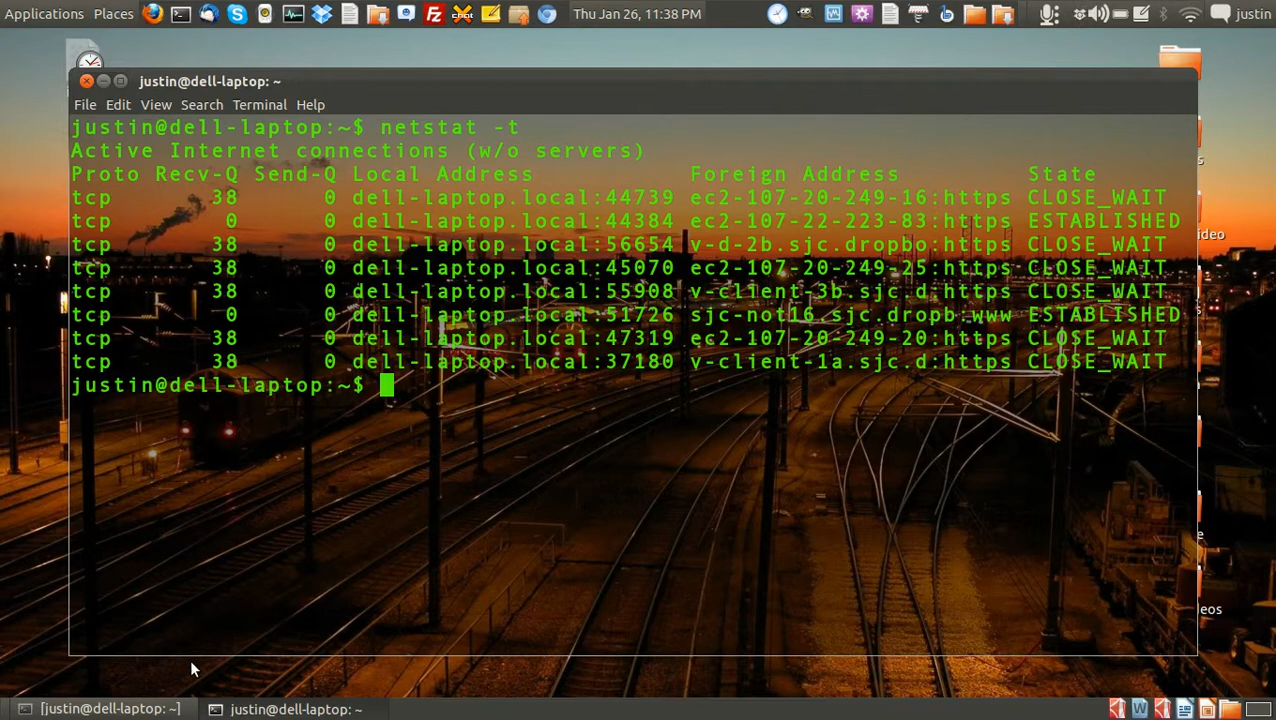 Applications Places Thu Jan 26, 11:38 PM justin
justin@dell-laptop: ~
File Edit View Search Terminal Help
justin@dell-laptop:~$ netstat -t
Active Internet connections (w/o servers)
Proto Recv-Q Send-Q Local Address Foreign Address State
tcp 38 0 dell-laptop.local:44739 ec2-107-20-249-16:https CLOSE_WAIT
tcp 0 0 dell-laptop.local:44384 ec2-107-22-223-83:https ESTABLISHED
tcp 38 0 dell-laptop.local:56654 v-d-2b.sjc.dropbo:https CLOSE_WAIT
tcp 38 0 dell-laptop.local:45070 ec2-107-20-249-25:https CLOSE_WAIT
tcp 38 0 dell-laptop.local:55908 v-client-3b.sjc.d:https CLOSE_WAIT
tcp 0 0 dell-laptop.local:51726 sjc-not16.sjc.dropb:www ESTABLISHED
tcp 38 0 dell-laptop.local:47319 ec2-107-20-249-20:https CLOSE_WAIT
tcp 38 0 dell-laptop.local:37180 v-client-1a.sjc.d:https CLOSE_WAIT
justin@dell-laptop:~$
[justin@dell-laptop: ~] justin@dell-laptop: ~